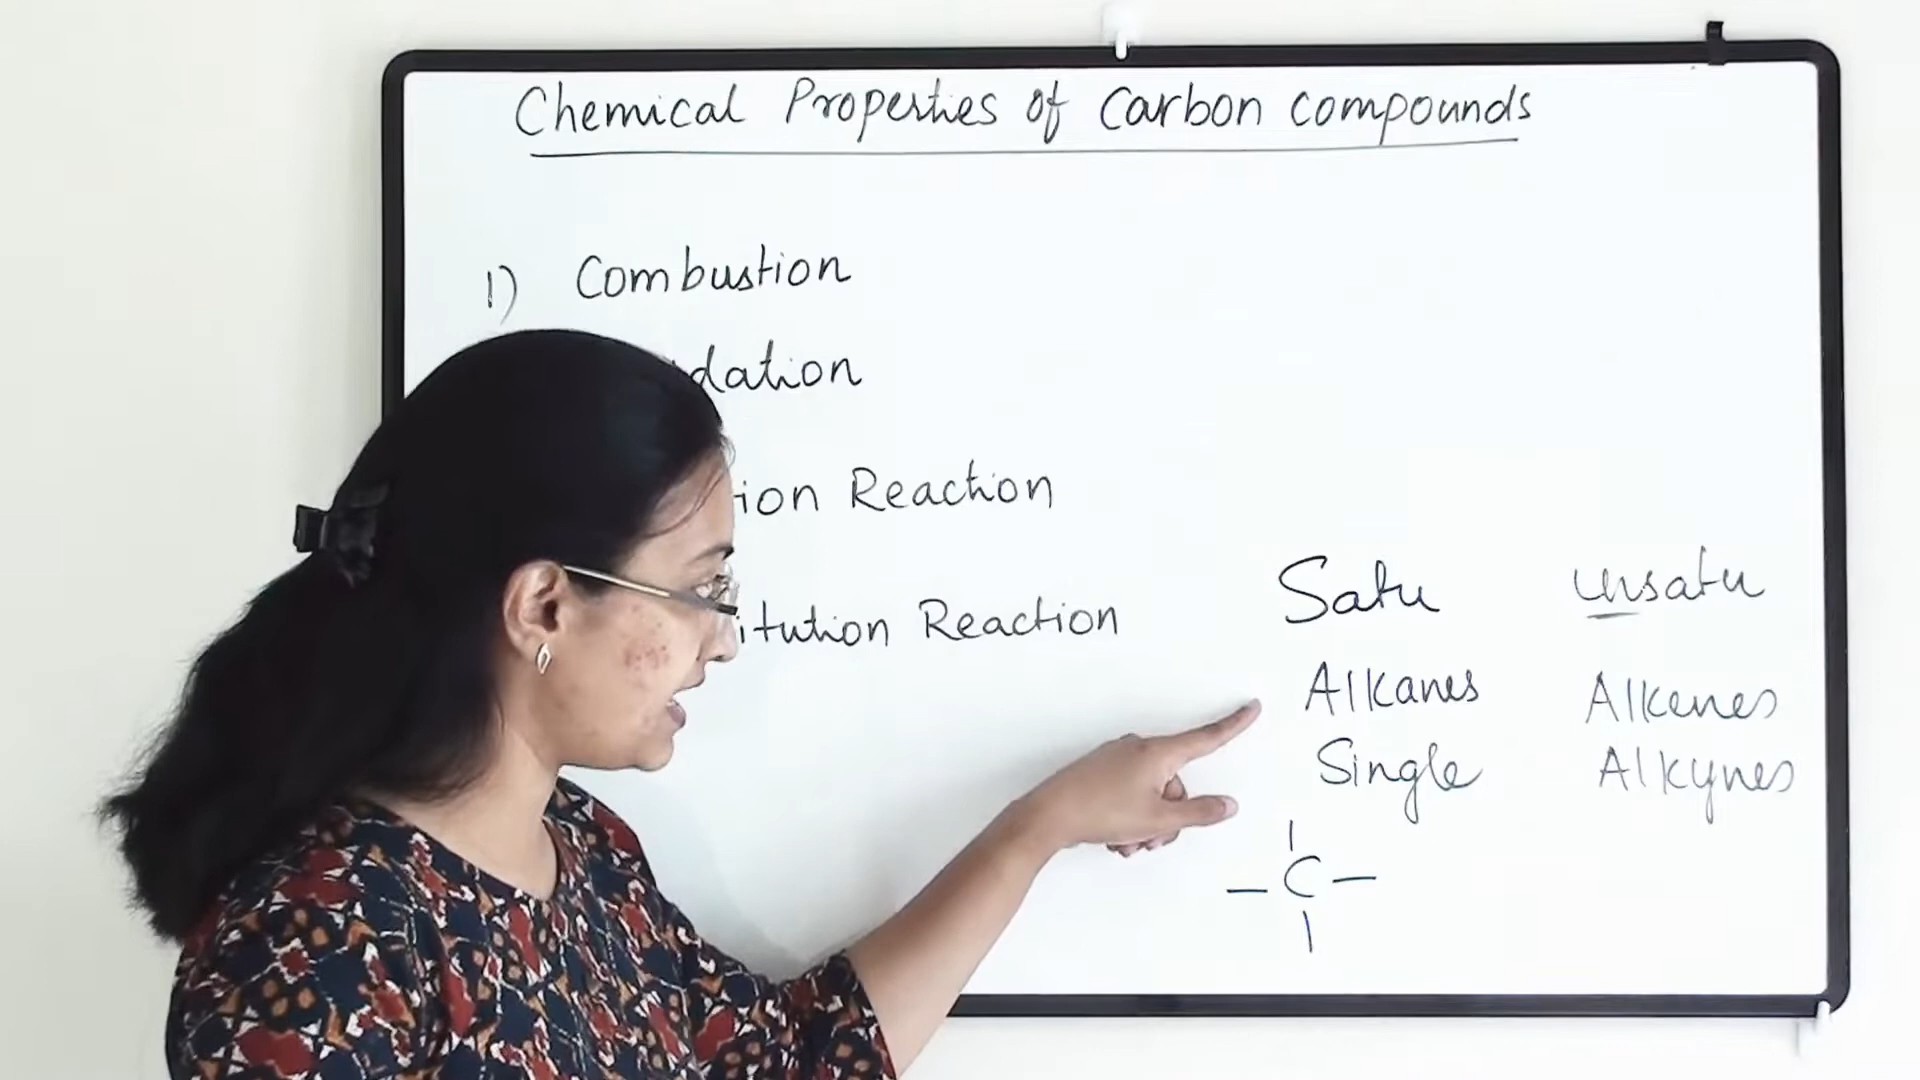 Chemical Properties of Carbon Compounds
1) Combustion
dation
ion Reaction
itution Reaction
Satu unsatu
Alkanes Alkenes
Single Alkynes
C